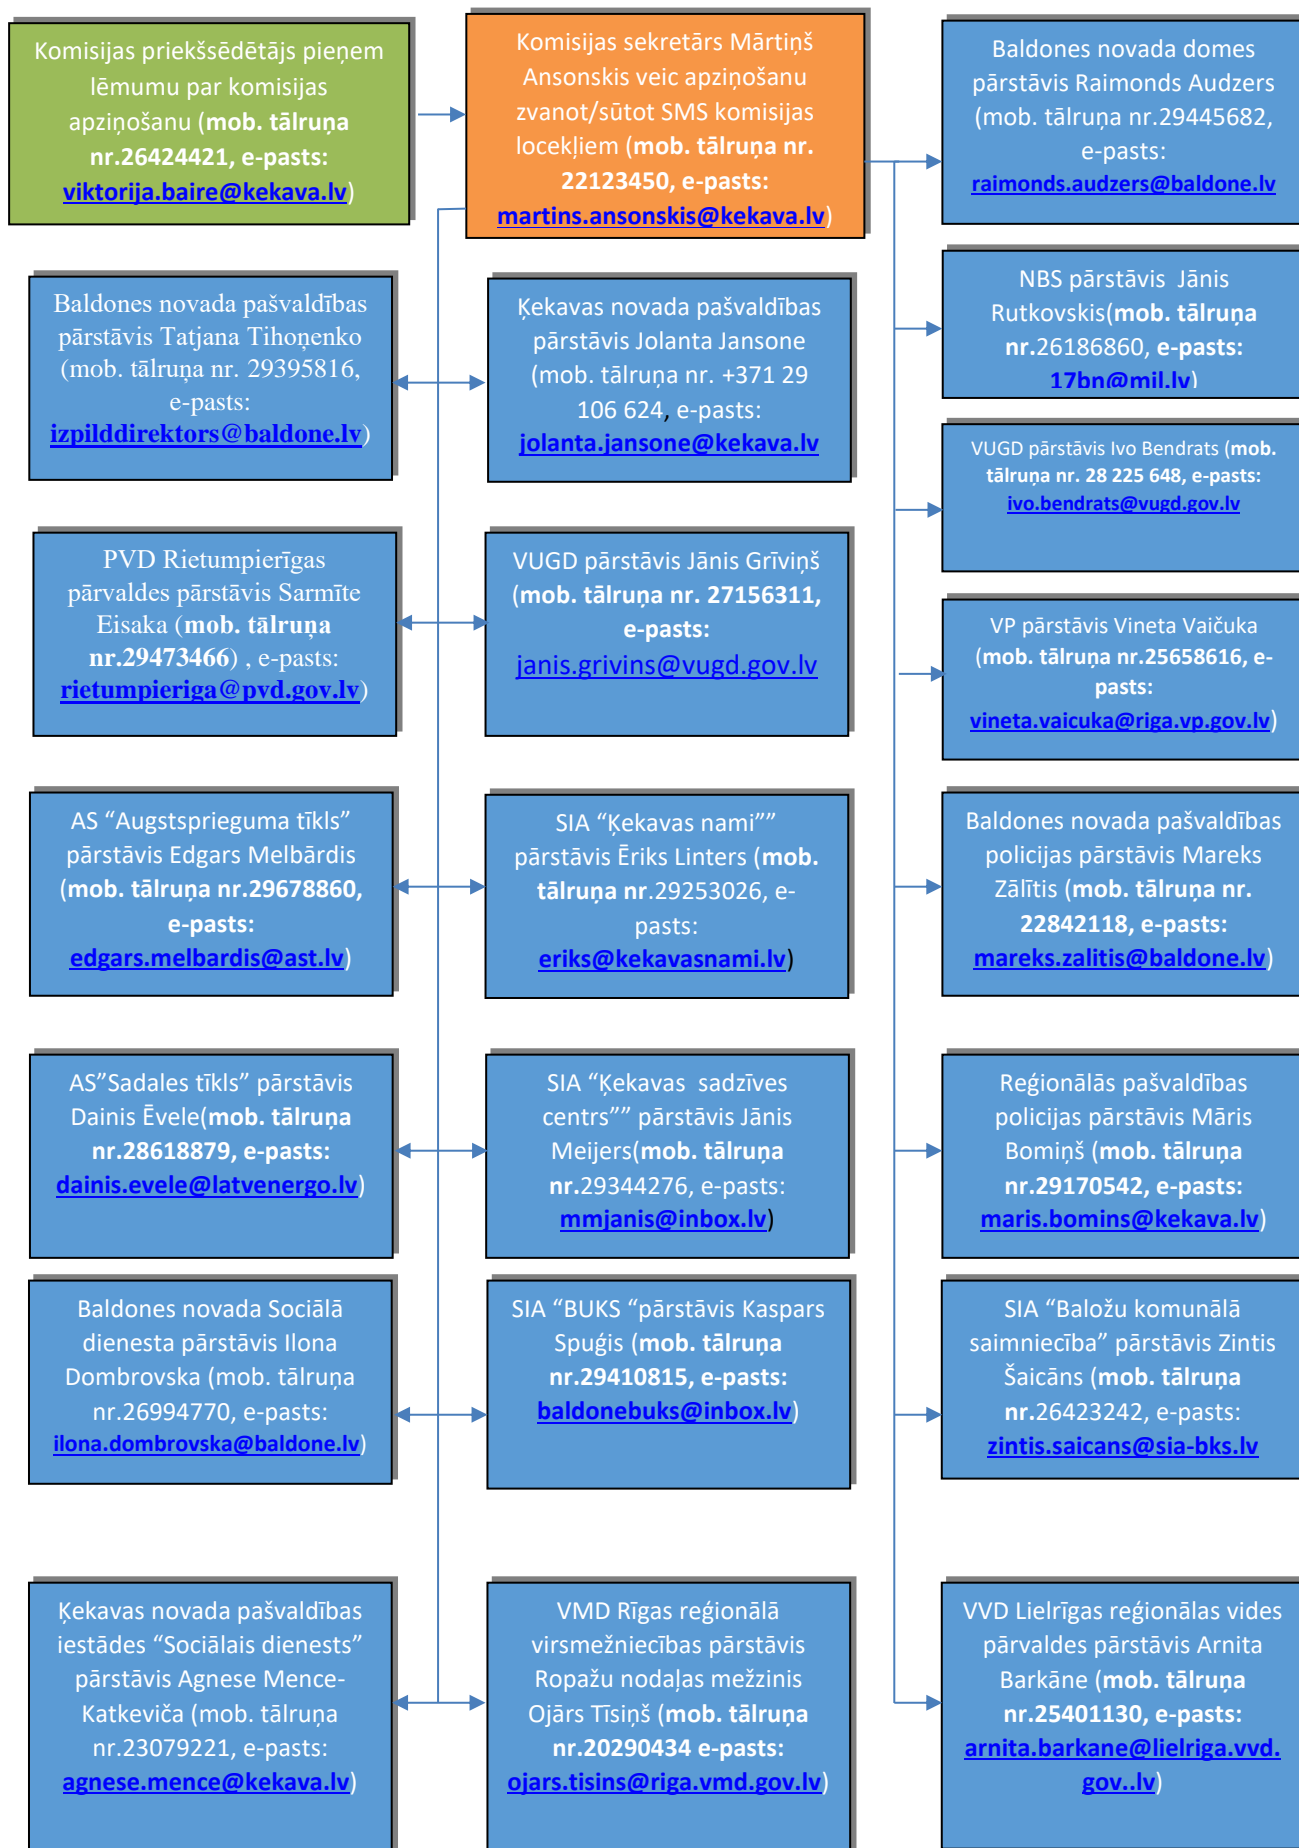 Komisijas priekšsēdētājs pieņem
lēmumu par komisijas
apziņošanu (mob. tālruņa
nr.26424421, e-pasts:
viktorija.baire@kekava.lv)
Komisijas sekretārs Mārtiņš
Ansonskis veic apziņošanu
zvanot/sūtot SMS komisijas
locekļiem (mob. tālruņa nr.
22123450, e-pasts:
martins.ansonskis@kekava.lv)
Baldones novada domes
pārstāvis Raimonds Audzers
(mob. tālruņa nr.29445682,
e-pasts:
raimonds.audzers@baldone.lv
Baldones novada pašvaldības
pārstāvis Tatjana Tihoņenko
(mob. tālruņa nr. 29395816,
e-pasts:
izpilddirektors@baldone.lv)
Ķekavas novada pašvaldības
pārstāvis Jolanta Jansone
(mob. tālruņa nr. +371 29
106 624, e-pasts:
jolanta.jansone@kekava.lv
NBS pārstāvis  Jānis
Rutkovskis(mob. tālruņa
nr.26186860, e-pasts:
17bn@mil.lv)
VUGD pārstāvis Ivo Bendrats (mob.
tālruņa nr. 28 225 648, e-pasts:
ivo.bendrats@vugd.gov.lv
PVD Rietumpierīgas
pārvaldes pārstāvis Sarmīte
Eisaka (mob. tālruņa
nr.29473466) , e-pasts:
rietumpieriga@pvd.gov.lv)
VUGD pārstāvis Jānis Grīviņš
(mob. tālruņa nr. 27156311,
e-pasts:
janis.grivins@vugd.gov.lv
VP pārstāvis Vineta Vaičuka
(mob. tālruņa nr.25658616, e-
pasts:
vineta.vaicuka@riga.vp.gov.lv)
AS “Augstsprieguma tīkls”
pārstāvis Edgars Melbārdis
(mob. tālruņa nr.29678860,
e-pasts:
edgars.melbardis@ast.lv)
SIA “Ķekavas nami””
pārstāvis Ēriks Linters (mob.
tālruņa nr.29253026, e-
pasts:
eriks@kekavasnami.lv)
Baldones novada pašvaldības
policijas pārstāvis Mareks
Zālītis (mob. tālruņa nr.
22842118, e-pasts:
mareks.zalitis@baldone.lv)
AS”Sadales tīkls” pārstāvis
Dainis Ēvele(mob. tālruņa
nr.28618879, e-pasts:
dainis.evele@latvenergo.lv)
SIA “Ķekavas  sadzīves
centrs”” pārstāvis Jānis
Meijers(mob. tālruņa
nr.29344276, e-pasts:
mmjanis@inbox.lv)
Reģionālās pašvaldības
policijas pārstāvis Māris
Bomiņš (mob. tālruņa
nr.29170542, e-pasts:
maris.bomins@kekava.lv)
Baldones novada Sociālā
dienesta pārstāvis Ilona
Dombrovska (mob. tālruņa
nr.26994770, e-pasts:
ilona.dombrovska@baldone.lv)
SIA “BUKS “pārstāvis Kaspars
Spuģis (mob. tālruņa
nr.29410815, e-pasts:
baldonebuks@inbox.lv)
SIA “Baložu komunālā
saimniecība” pārstāvis Zintis
Šaicāns (mob. tālruņa
nr.26423242, e-pasts:
zintis.saicans@sia-bks.lv
Ķekavas novada pašvaldības
iestādes “Sociālais dienests”
pārstāvis Agnese Mence-
Katkeviča (mob. tālruņa
nr.23079221, e-pasts:
agnese.mence@kekava.lv)
VMD Rīgas reģionālā
virsmežniecības pārstāvis
Ropažu nodaļas mežzinis
Ojārs Tīsiņš (mob. tālruņa
nr.20290434 e-pasts:
ojars.tisins@riga.vmd.gov.lv)
VVD Lielrīgas reģionālas vides
pārvaldes pārstāvis Arnita
Barkāne (mob. tālruņa
nr.25401130, e-pasts:
arnita.barkane@lielriga.vvd.
gov..lv)